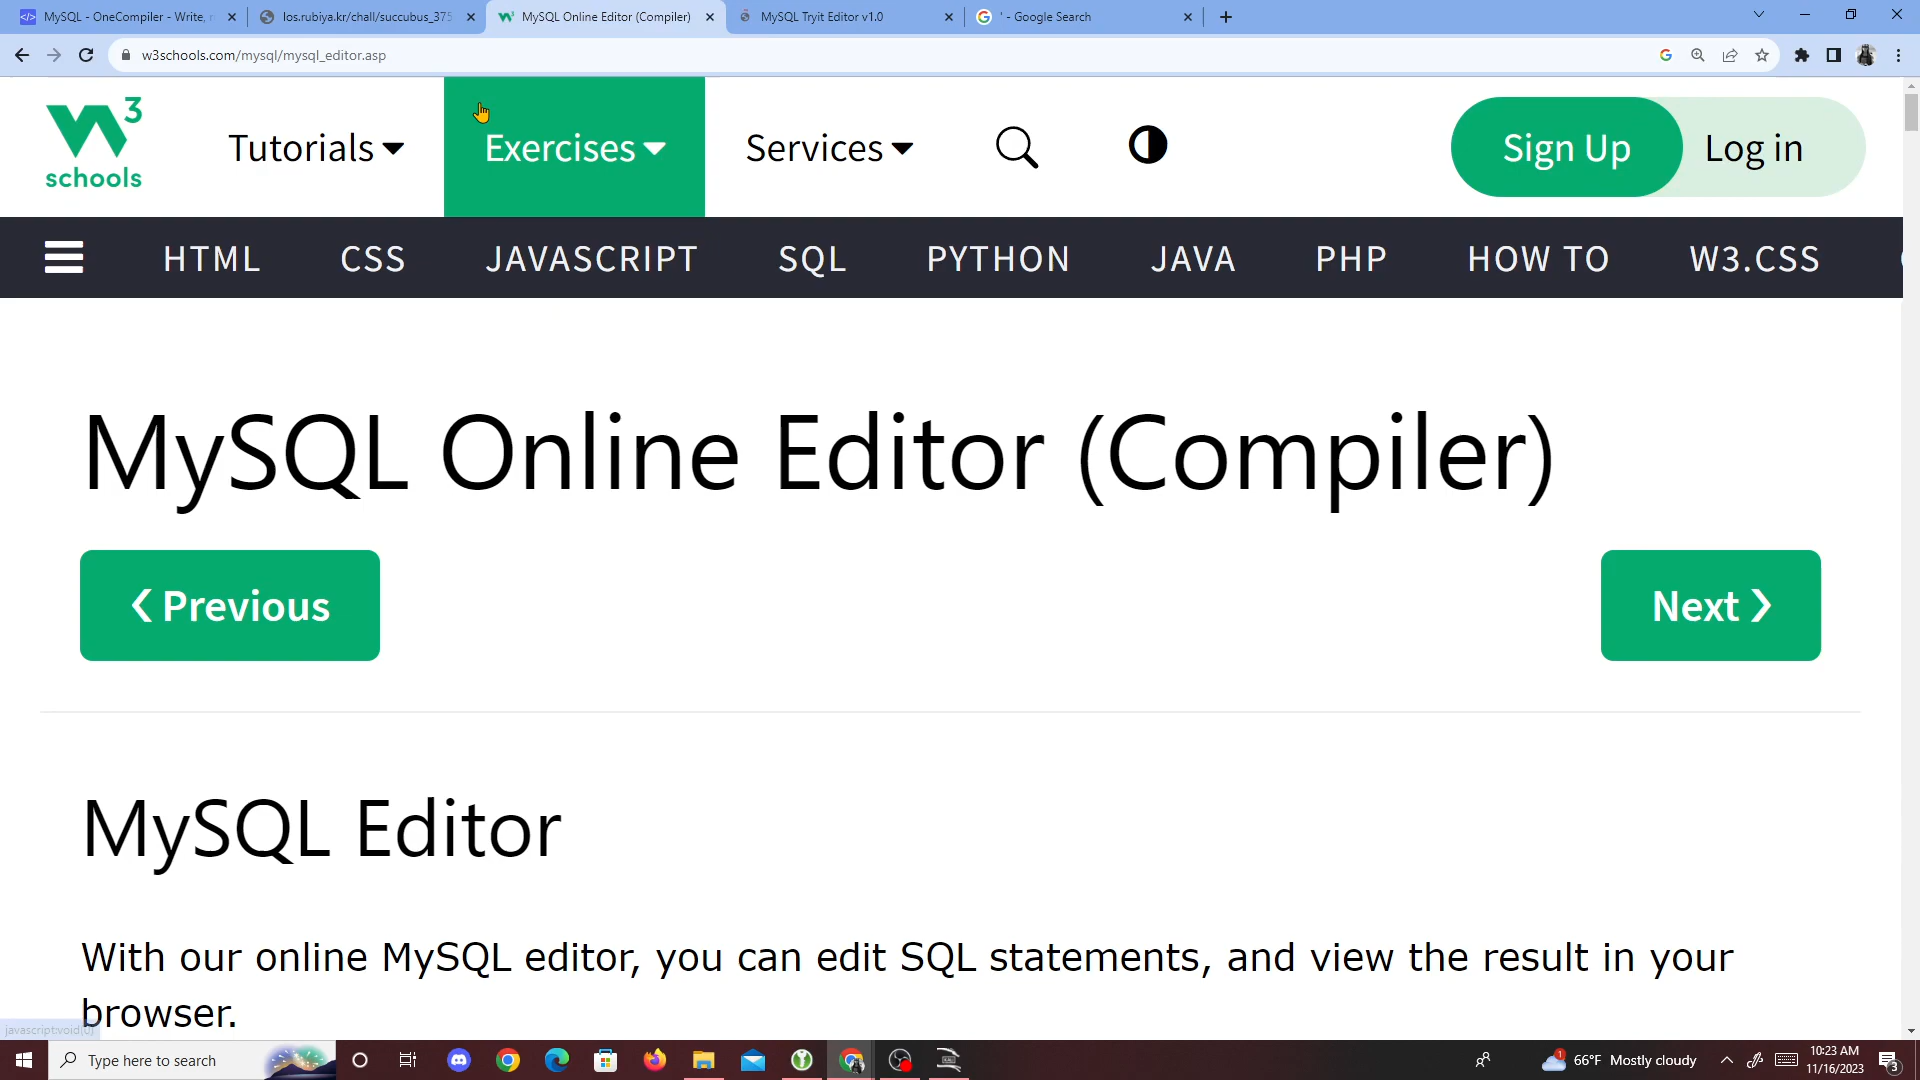 MySQL - OneCompiler - Write, r
los.rubiya.kr/chall/succubus_375
MySQL Online Editor (Compiler)
MySQL Tryit Editor v1.0
' - Google Search
w3schools.com/mysql/mysql_editor.asp
3
schools
Tutorials
Exercises
Services
Sign Up
Log in
HTML
CSS
JAVASCRIPT
SQL
PYTHON
JAVA
PHP
HOW TO
W3.CSS
MySQL Online Editor (Compiler)
❮ Previous
Next ❯
MySQL Editor
With our online MySQL editor, you can edit SQL statements, and view the result in your
browser.
javascript:void(0)
Type here to search
1
66°F Mostly cloudy
10:23 AM
11/16/2023
3